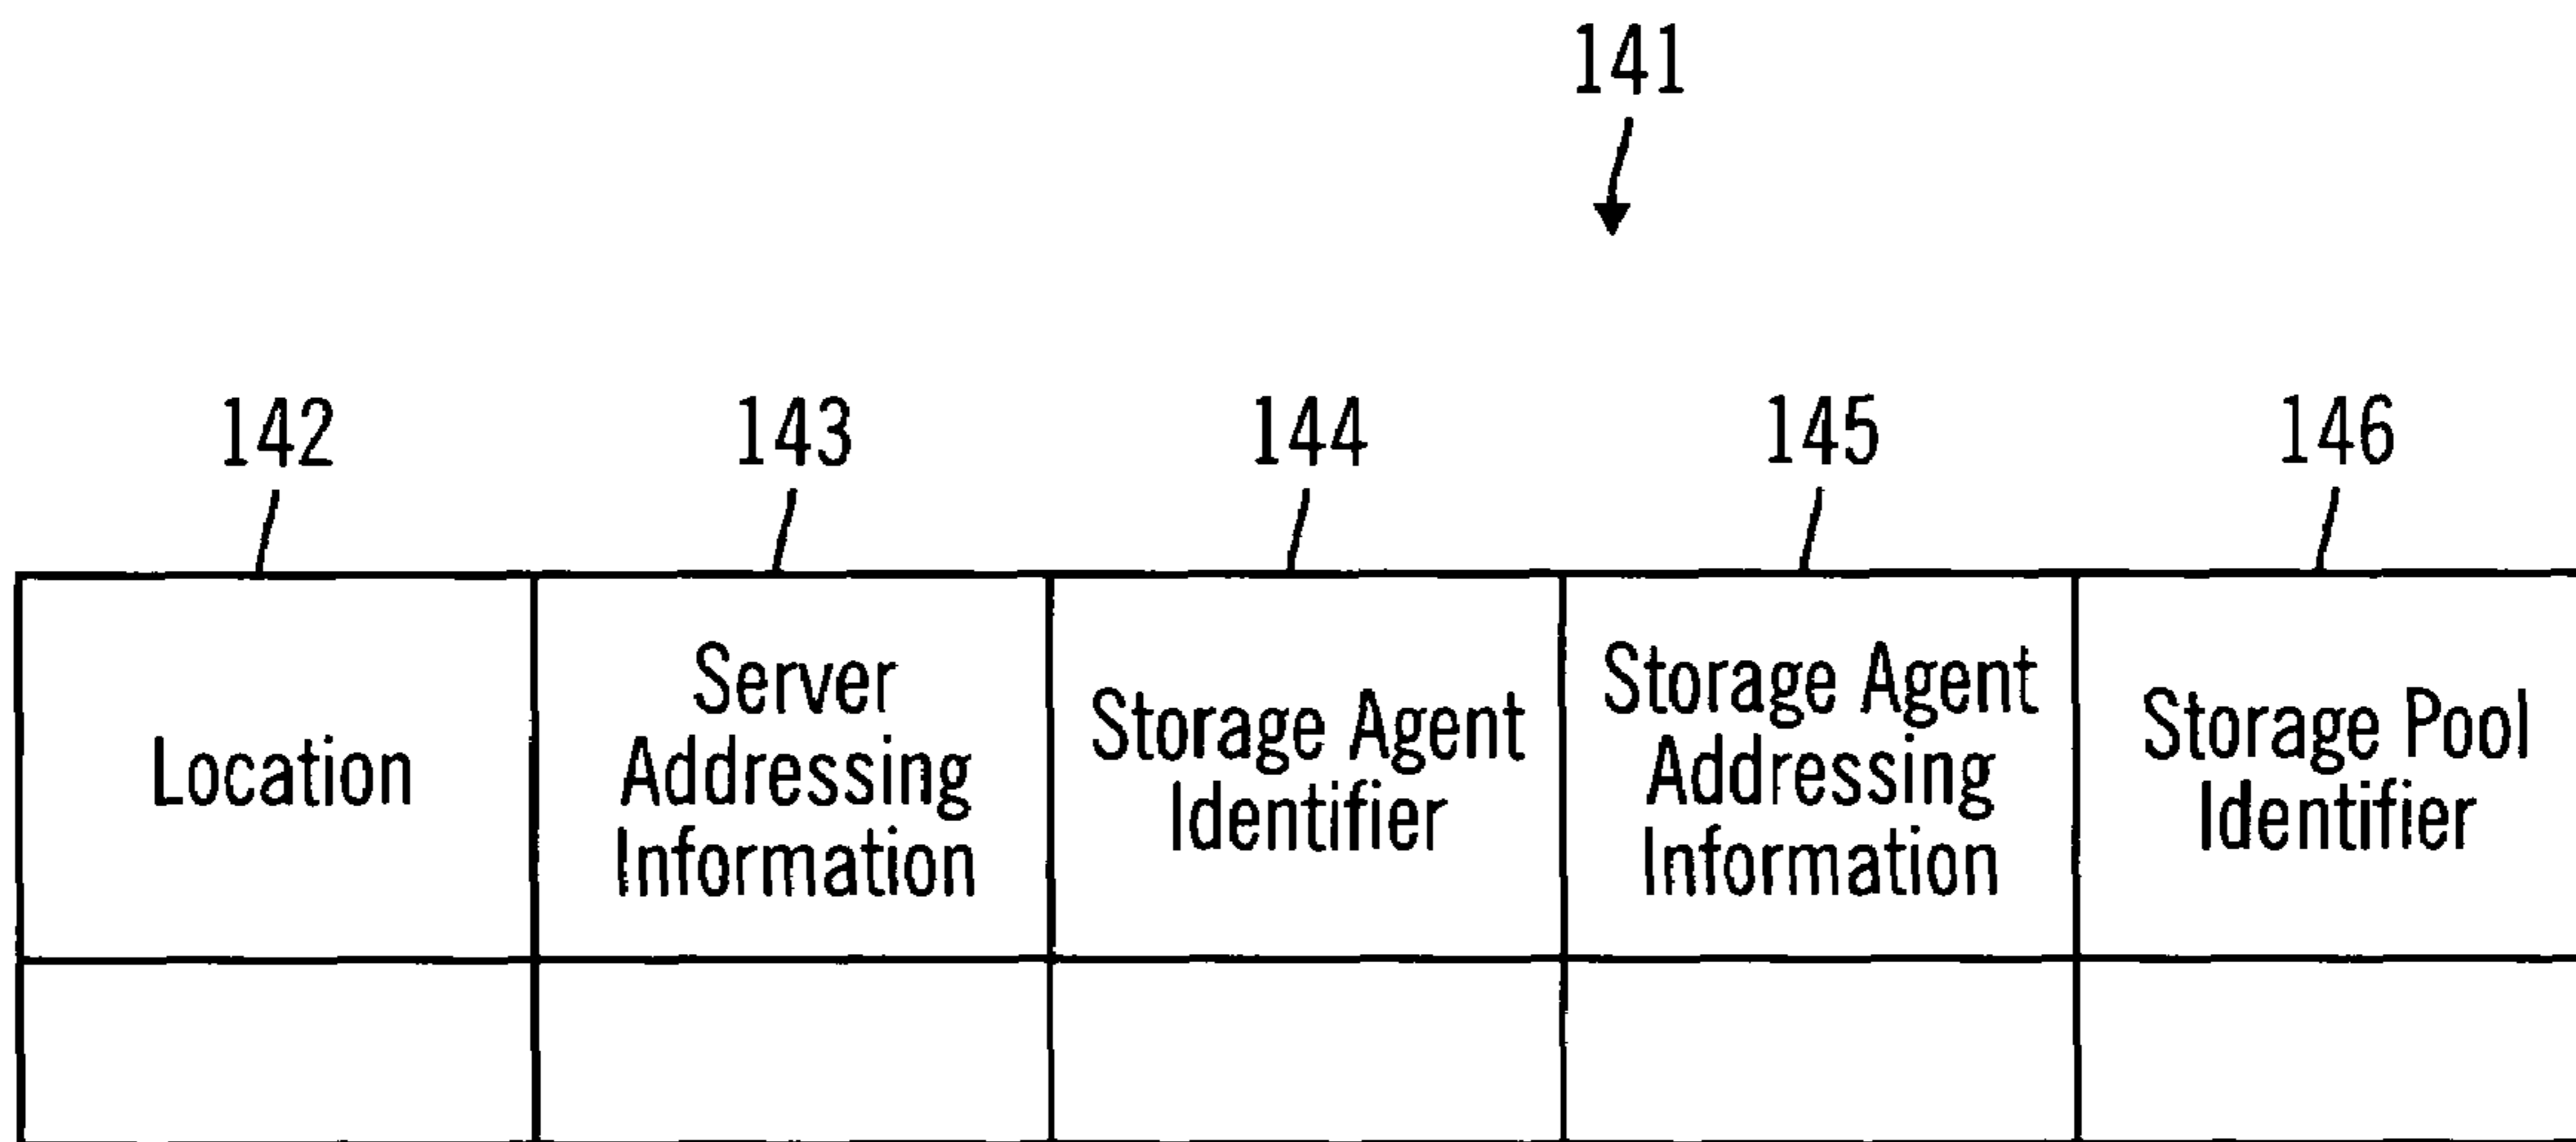 141
142
143
144
145
146
Location
Server
Addressing
Information
Storage Agent
Identifier
Storage Agent
Addressing
Information
Storage Pool
Identifier